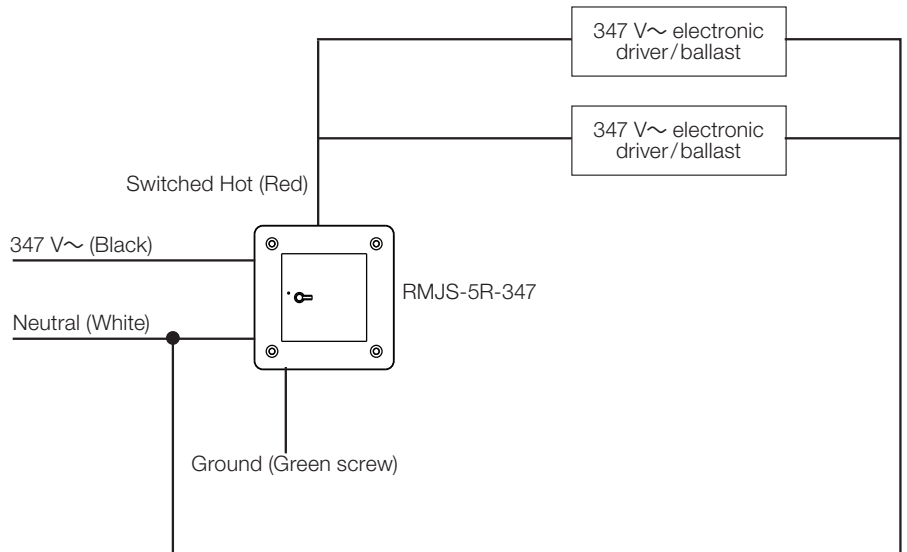 347 V~ electronic
driver/ballast
347 V~ electronic
driver/ballast
Switched Hot (Red)
347 V~ (Black)
RMJS-5R-347
Neutral (White)
Ground (Green screw)